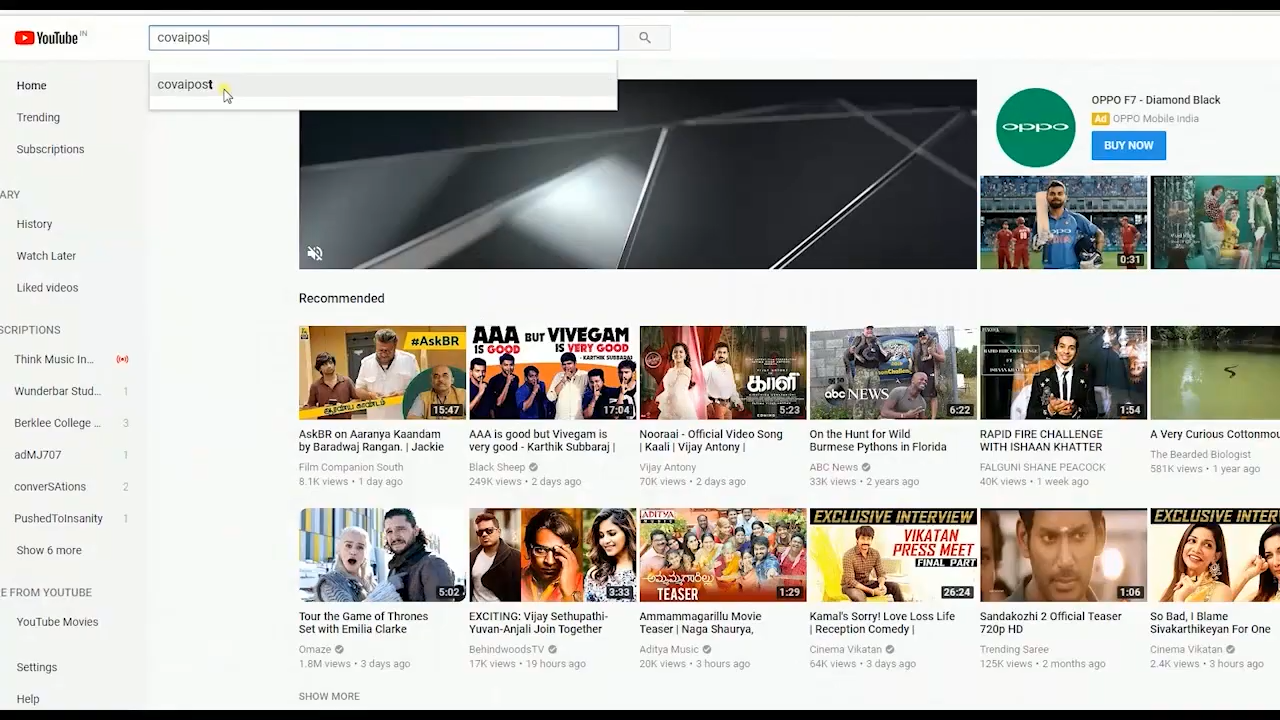 YouTube IN
covaipos
covaipost
Home
Trending
Subscriptions
ARY
History
Watch Later
Liked videos
SCRIPTIONS
Think Music In...
Wunderbar Stud... 1
Berklee College ... 3
adMJ707 1
converSAtions 2
PushedToInsanity 1
Show 6 more
E FROM YOUTUBE
YouTube Movies
Settings
Help
oppo
OPPO F7 - Diamond Black
Ad OPPO Mobile India
BUY NOW
oppo
0:31
Recommended
#AskBR
15:47
AskBR on Aaranya Kaandam
by Baradwaj Rangan. | Jackie
Film Companion South
8.1K views • 1 day ago
AAA BUT VIVEGAM
IS GOOD IS VERY GOOD
- KARTHIK SUBBARAJ
17:04
AAA is good but Vivegam is
very good - Karthik Subbaraj |
Black Sheep
249K views • 2 days ago
காளி
5:23
Nooraai - Official Video Song
| Kaali | Vijay Antony |
Vijay Antony
70K views • 2 days ago
abc NEWS
6:22
On the Hunt for Wild
Burmese Pythons in Florida
ABC News
33K views • 2 years ago
RAPID FIRE CHALLENGE
FT
ISHAAN KHATTER
1:54
RAPID FIRE CHALLENGE
WITH ISHAAN KHATTER
FALGUNI SHANE PEACOCK
40K views • 1 week ago
A Very Curious Cottonmou
The Bearded Biologist
581K views • 1 year ago
5:02
Tour the Game of Thrones
Set with Emilia Clarke
Omaze
1.8M views • 3 days ago
3:33
EXCITING: Vijay Sethupathi-
Yuvan-Anjali Join Together
BehindwoodsTV
17K views • 19 hours ago
ADITYA
MUSIC
అమ్మమ్మగారిల్లు
TEASER
1:29
Ammammagarillu Movie
Teaser | Naga Shaurya,
Aditya Music
20K views • 3 hours ago
EXCLUSIVE INTERVIEW
VIKATAN
PRESS MEET
FINAL PART
26:24
Kamal's Sorry! Love Loss Life
| Reception Comedy |
Cinema Vikatan
64K views • 3 days ago
1:06
Sandakozhi 2 Official Teaser
720p HD
Trending Saree
125K views • 2 months ago
EXCLUSIVE INTER
So Bad, I Blame
Sivakarthikeyan For One
Cinema Vikatan
2.4K views • 3 hours ago
SHOW MORE